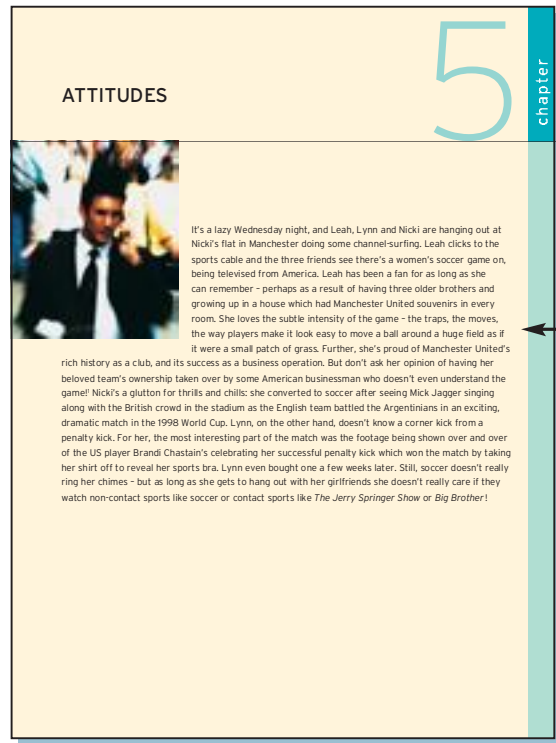 5
chapter
ATTITUDES
It's a lazy Wednesday night, and Leah, Lynn and Nicki are hanging out at
Nicki's flat in Manchester doing some channel-surfing. Leah clicks to the
sports cable and the three friends see there's a women's soccer game on,
being televised from America. Leah has been a fan for as long as she
can remember – perhaps as a result of having three older brothers and
growing up in a house which had Manchester United souvenirs in every
room. She loves the subtle intensity of the game – the traps, the moves,
the way players make it look easy to move a ball around a huge field as if
it were a small patch of grass. Further, she's proud of Manchester United's
rich history as a club, and its success as a business operation. But don't ask her opinion of having her
beloved team's ownership taken over by some American businessman who doesn't even understand the
game!¹ Nicki's a glutton for thrills and chills: she converted to soccer after seeing Mick Jagger singing
along with the British crowd in the stadium as the English team battled the Argentinians in an exciting,
dramatic match in the 1998 World Cup. Lynn, on the other hand, doesn't know a corner kick from a
penalty kick. For her, the most interesting part of the match was the footage being shown over and over
of the US player Brandi Chastain's celebrating her successful penalty kick which won the match by taking
her shirt off to reveal her sports bra. Lynn even bought one a few weeks later. Still, soccer doesn't really
ring her chimes – but as long as she gets to hang out with her girlfriends she doesn't really care if they
watch non-contact sports like soccer or contact sports like The Jerry Springer Show or Big Brother!